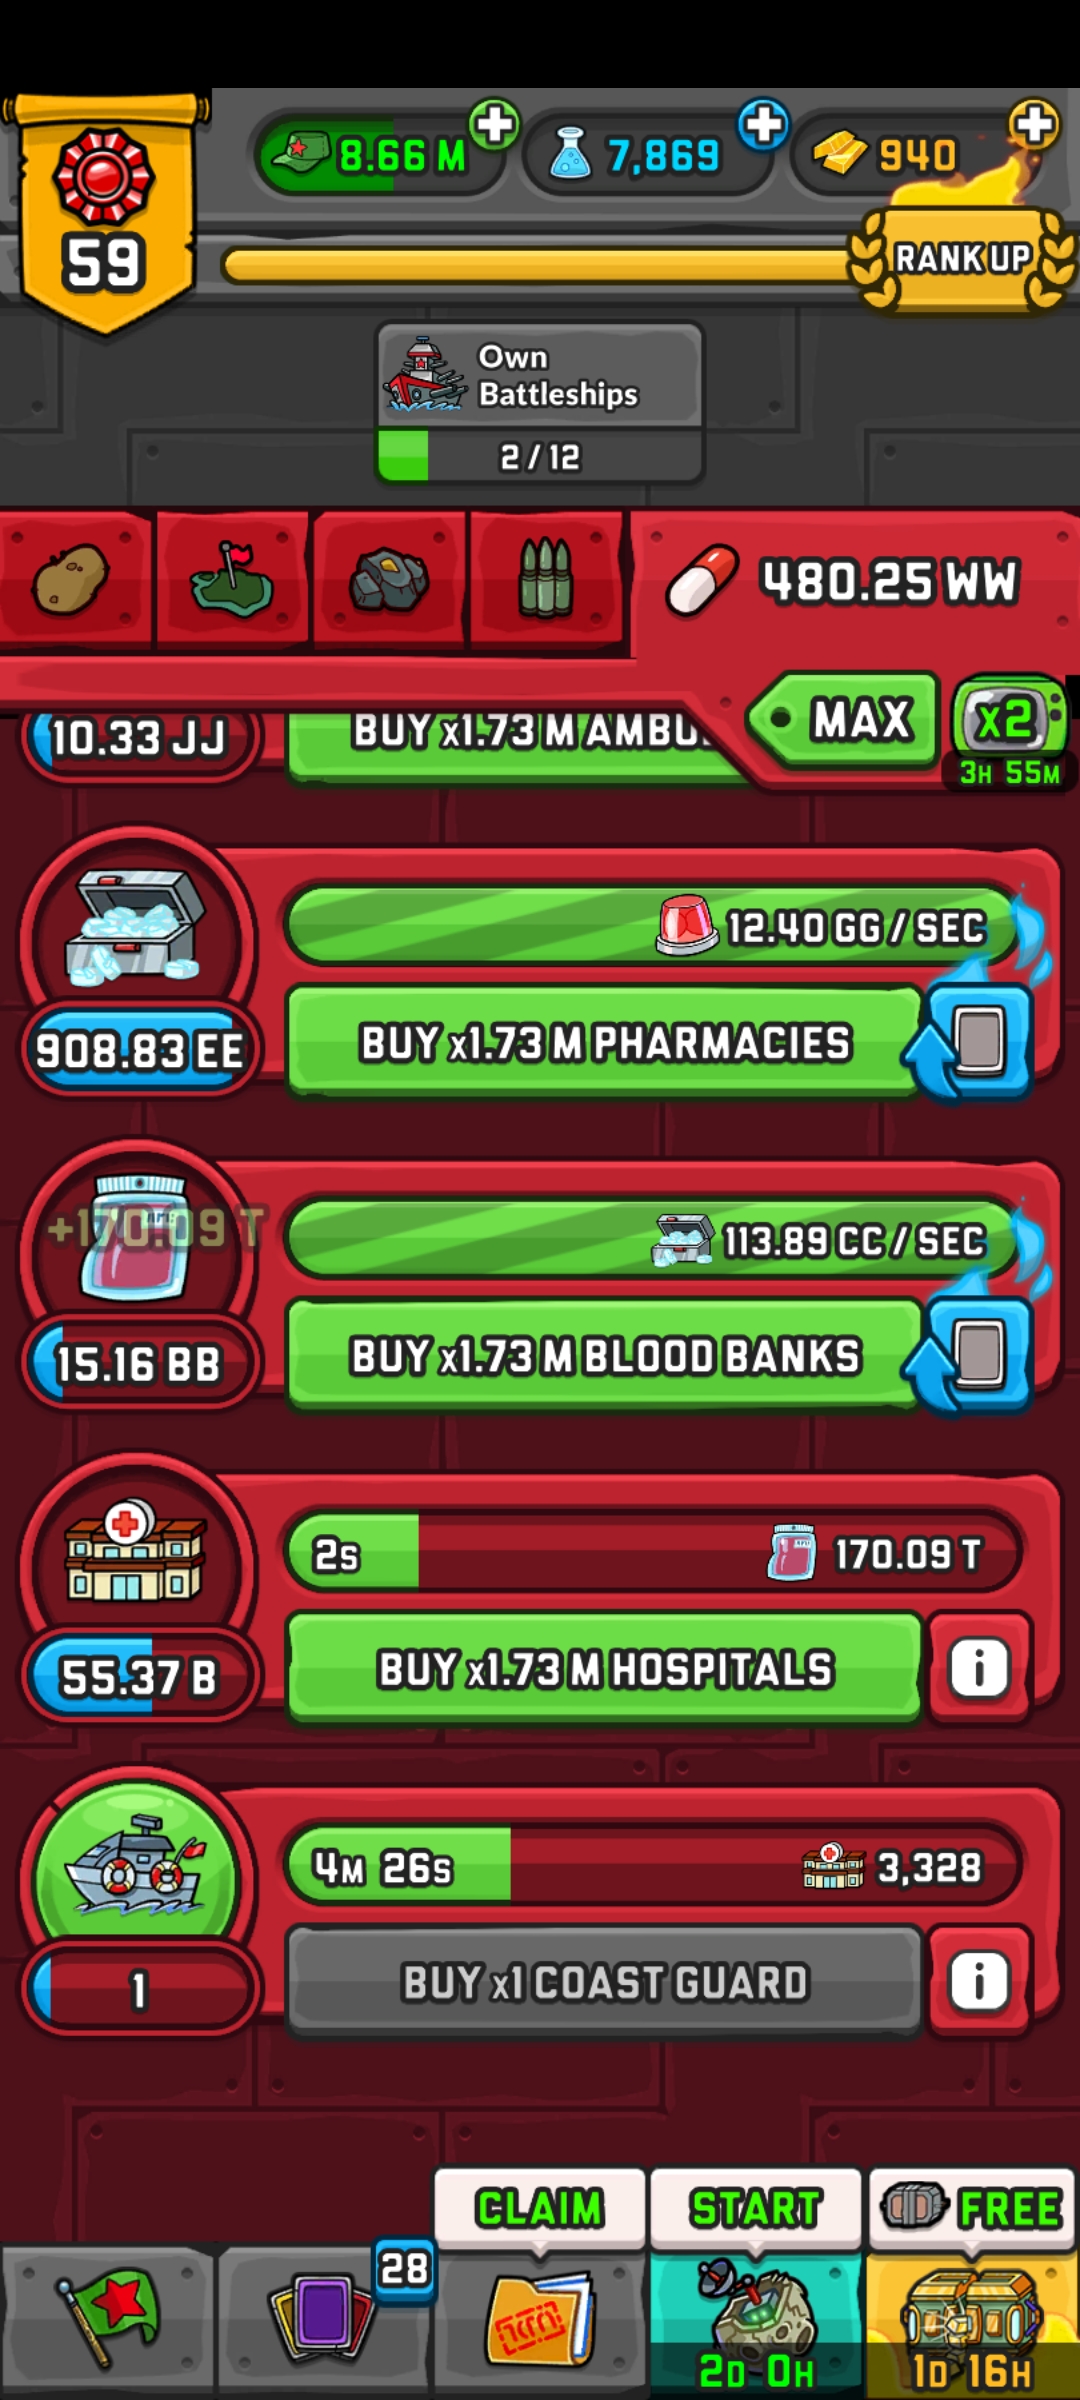 8.66 M
7,869
940
59
RANK UP
Own
Battleships
2 / 12
480.25 WW
MAX
x2
3H 55M
10.33 JJ
BUY x1.73 M AMBU
12.40 GG / SEC
908.83 EE
BUY x1.73 M PHARMACIES
+170.09 T
113.89 CC / SEC
15.16 BB
BUY x1.73 M BLOOD BANKS
2S
170.09 T
55.37 B
BUY x1.73 M HOSPITALS
i
4M 26S
3,328
1
BUY x1 COAST GUARD
i
CLAIM
START
FREE
28
2D 0H
1D 16H